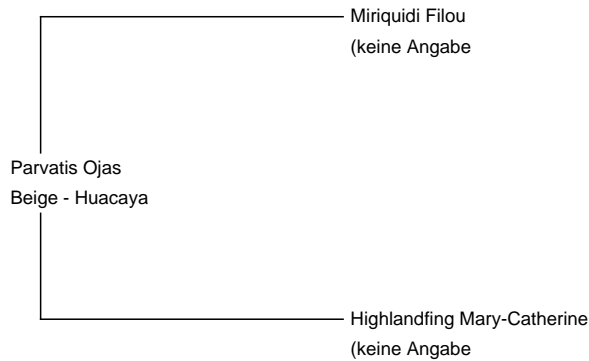 Miriquidi Filou
(keine Angabe
Parvatis Ojas
Beige - Huacaya
Highlandfing Mary-Catherine
(keine Angabe